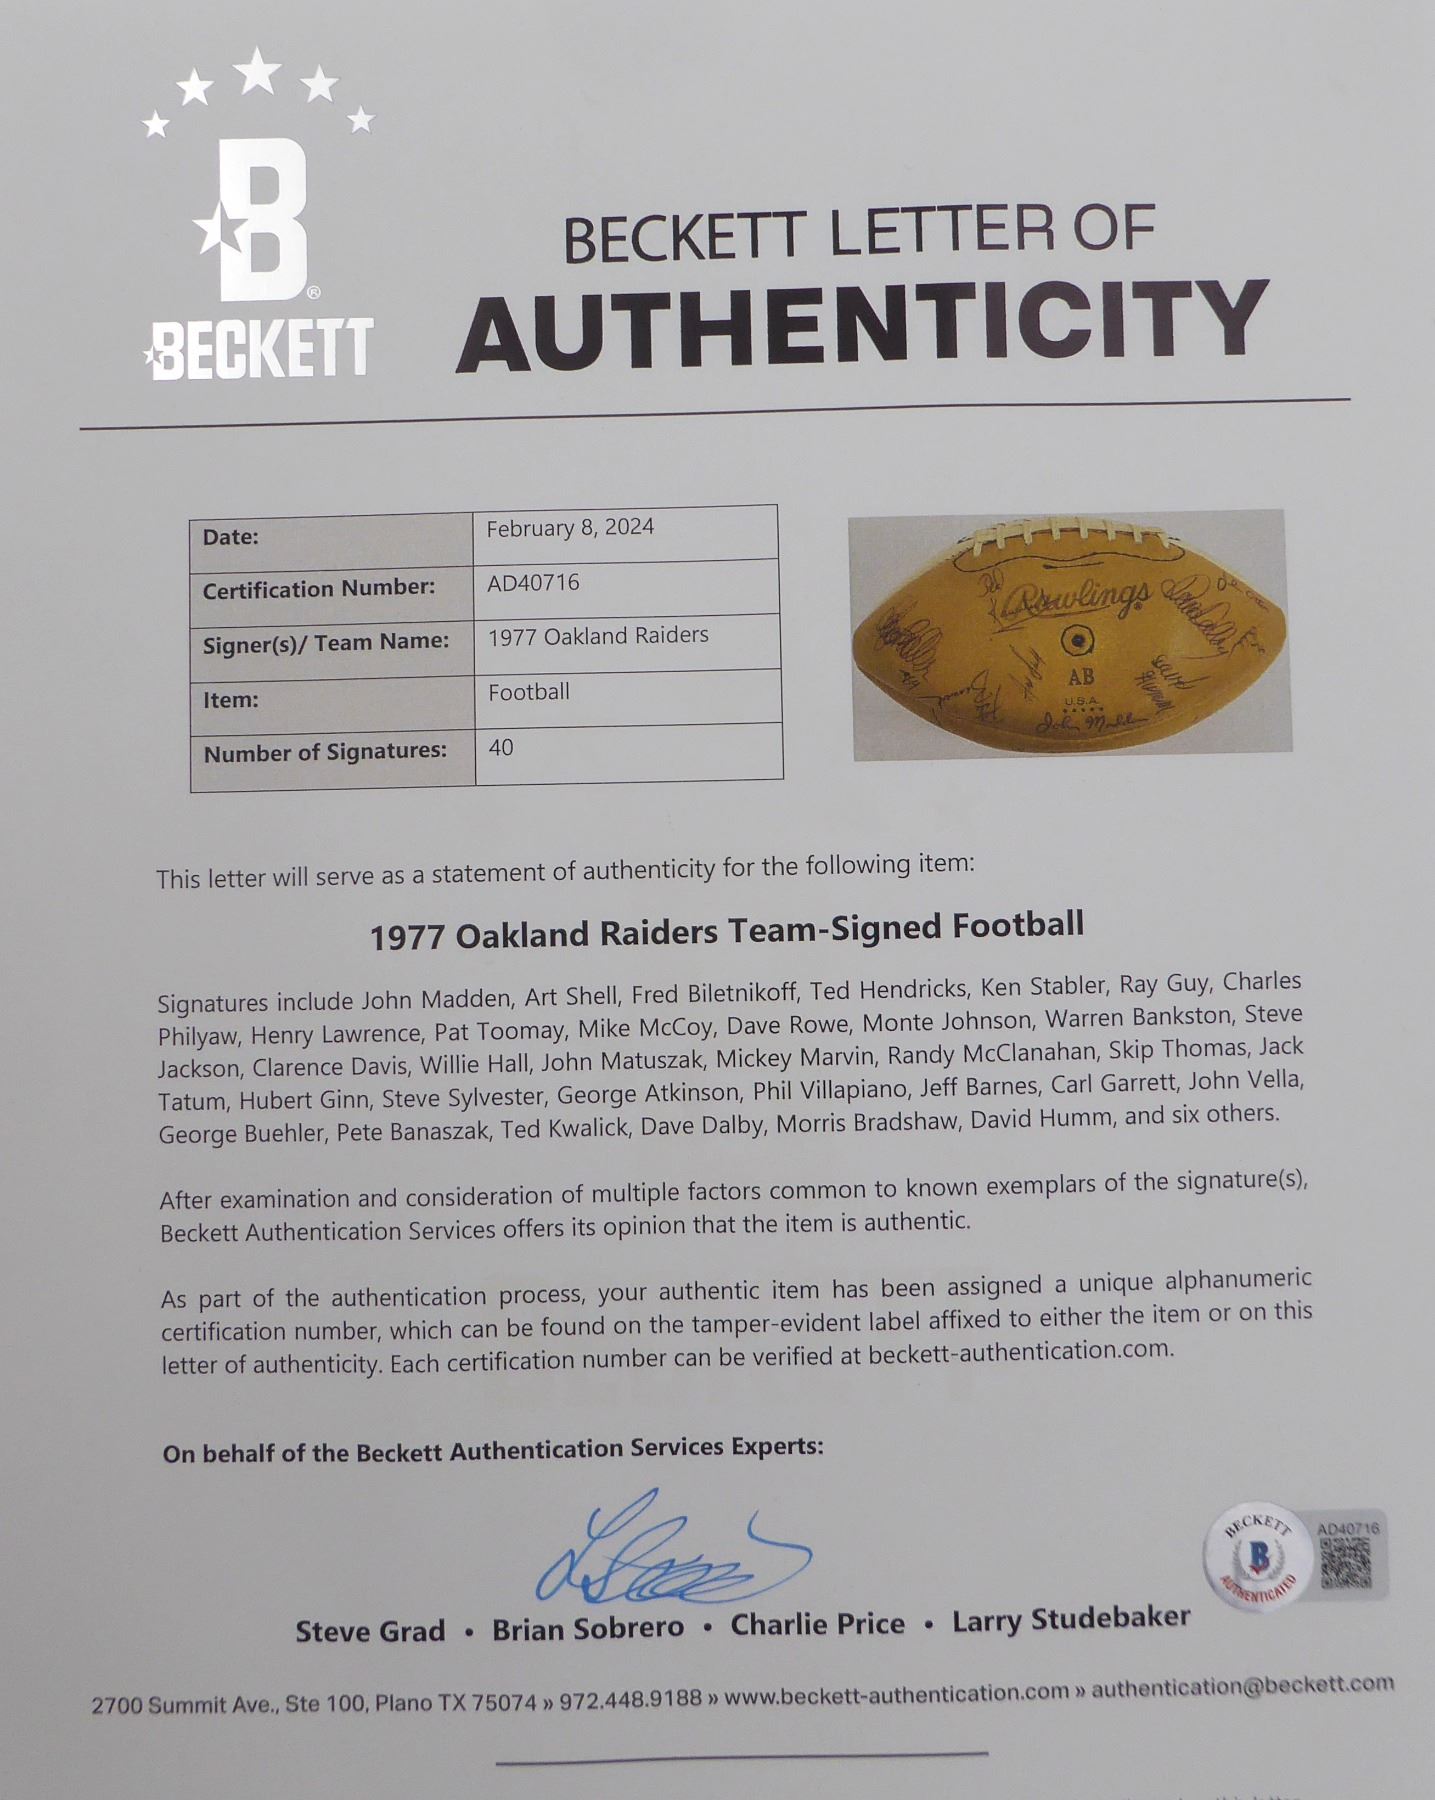 B®
BECKETT
BECKETT LETTER OF
AUTHENTICITY
Date: February 8, 2024
Certification Number: AD40716
Signer(s)/ Team Name: 1977 Oakland Raiders
Item: Football
Number of Signatures: 40
Rawlings
AB
U.S.A.
John Madden
This letter will serve as a statement of authenticity for the following item:
1977 Oakland Raiders Team-Signed Football
Signatures include John Madden, Art Shell, Fred Biletnikoff, Ted Hendricks, Ken Stabler, Ray Guy, Charles
Philyaw, Henry Lawrence, Pat Toomay, Mike McCoy, Dave Rowe, Monte Johnson, Warren Bankston, Steve
Jackson, Clarence Davis, Willie Hall, John Matuszak, Mickey Marvin, Randy McClanahan, Skip Thomas, Jack
Tatum, Hubert Ginn, Steve Sylvester, George Atkinson, Phil Villapiano, Jeff Barnes, Carl Garrett, John Vella,
George Buehler, Pete Banaszak, Ted Kwalick, Dave Dalby, Morris Bradshaw, David Humm, and six others.
After examination and consideration of multiple factors common to known exemplars of the signature(s),
Beckett Authentication Services offers its opinion that the item is authentic.
As part of the authentication process, your authentic item has been assigned a unique alphanumeric
certification number, which can be found on the tamper-evident label affixed to either the item or on this
letter of authenticity. Each certification number can be verified at beckett-authentication.com.
On behalf of the Beckett Authentication Services Experts:
BECKETT
B
AUTHENTICATED
AD40716
Steve Grad • Brian Sobrero • Charlie Price • Larry Studebaker
2700 Summit Ave., Ste 100, Plano TX 75074 » 972.448.9188 » www.beckett-authentication.com » authentication@beckett.com